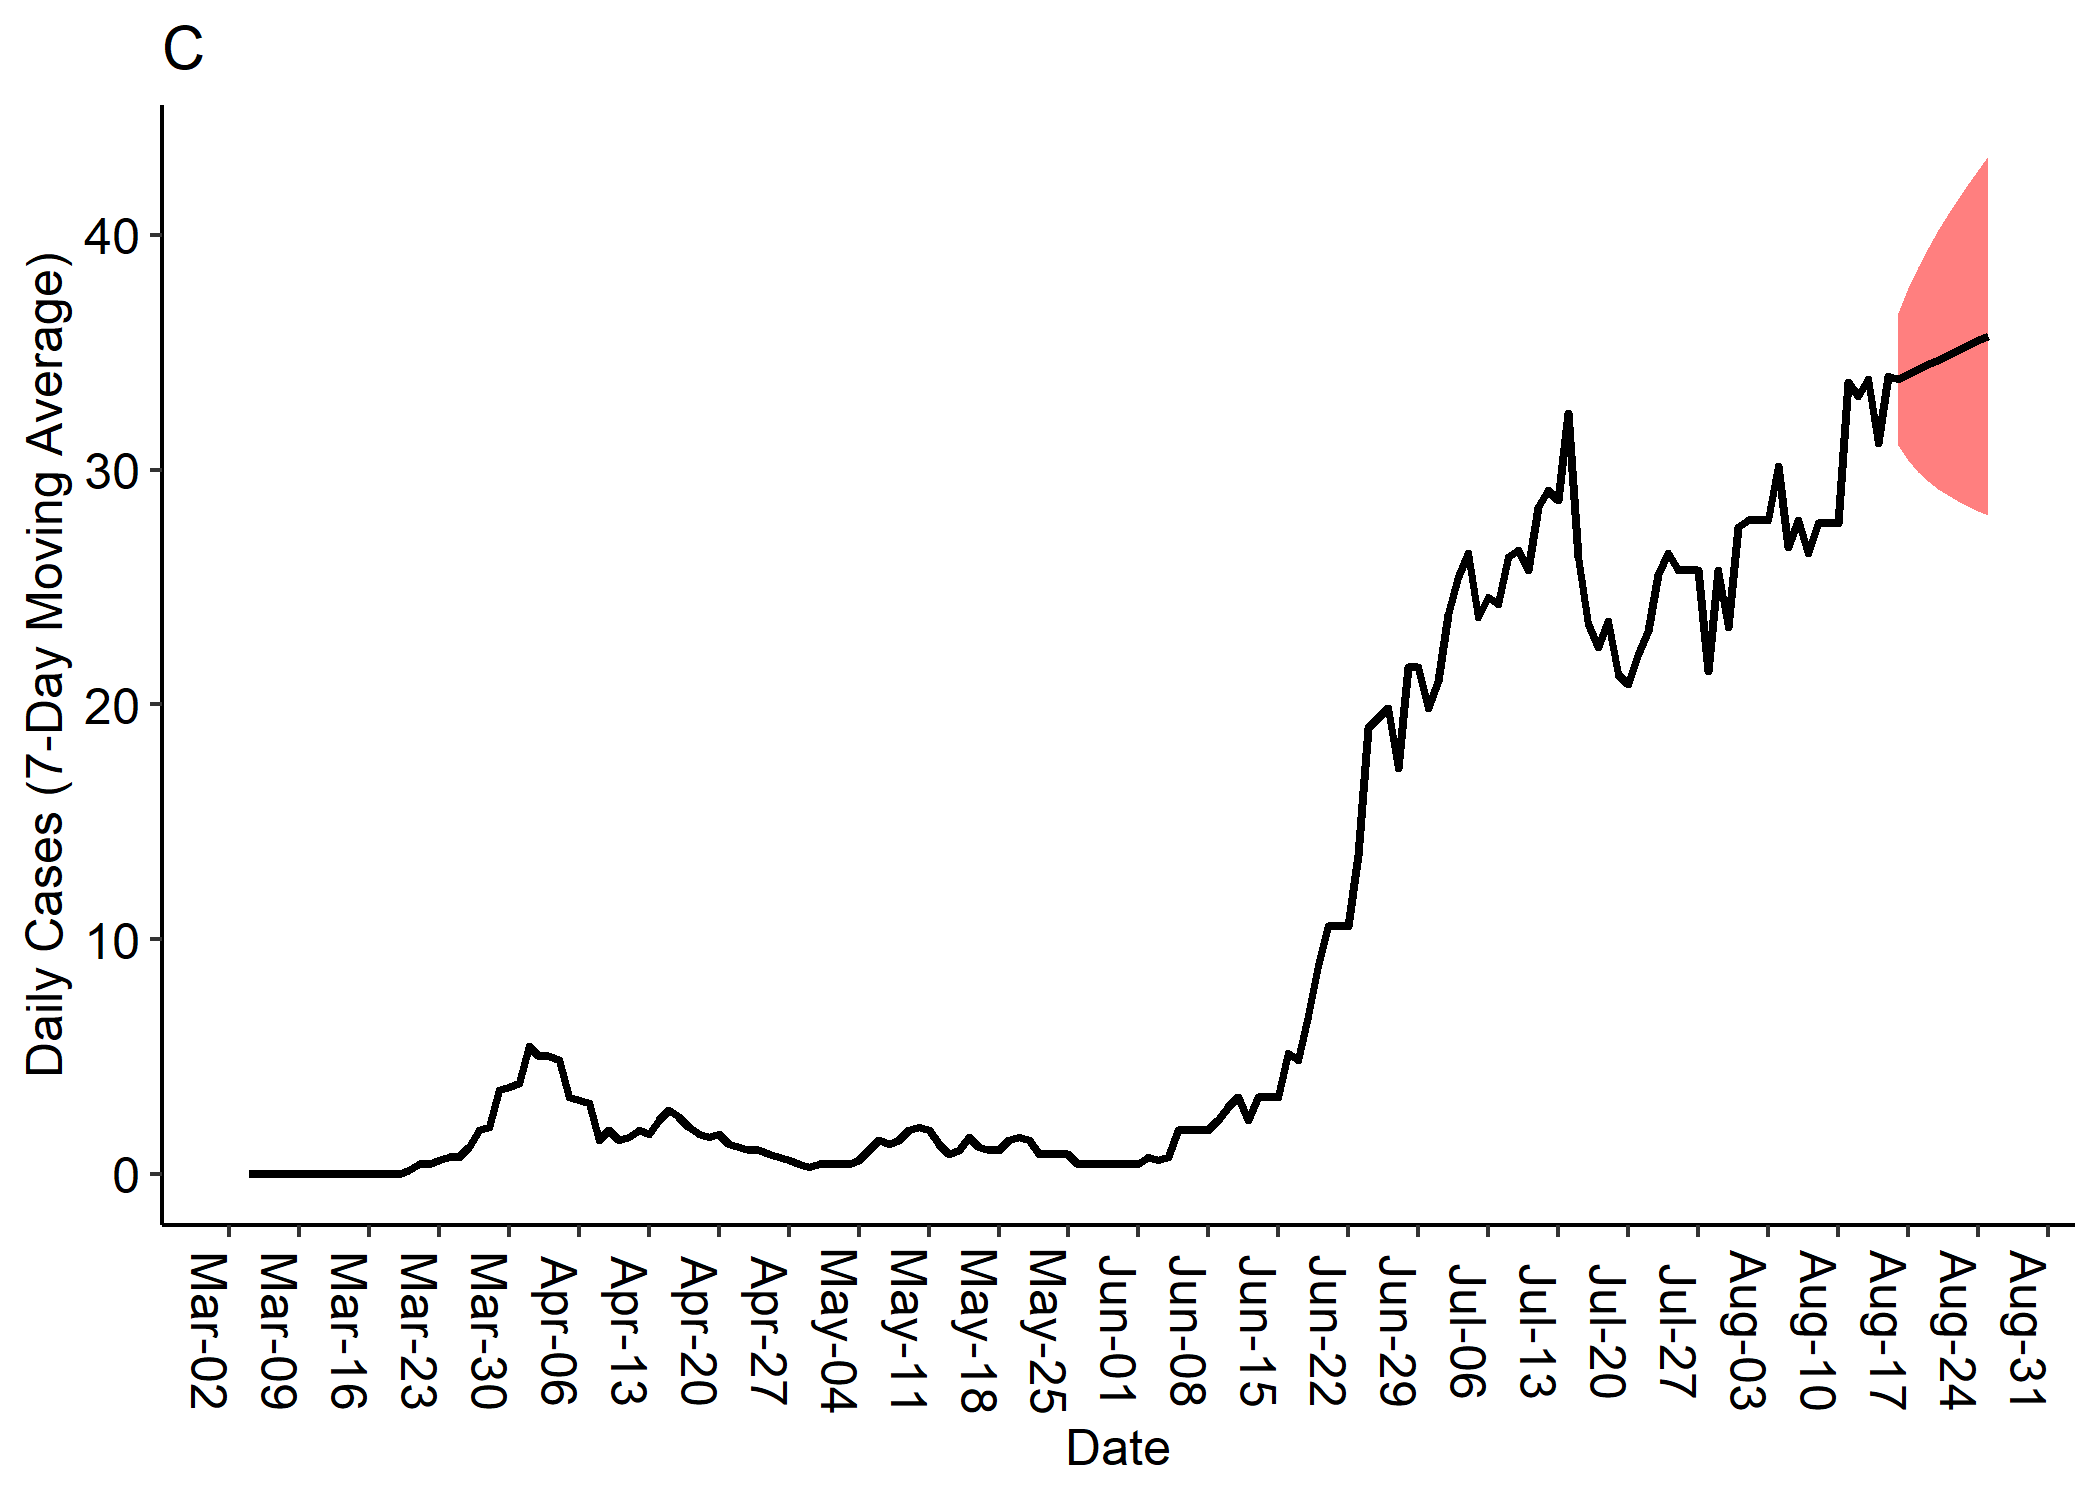 C
Daily Cases (7-Day Moving Average)
40
30
20
10
0
Mar-02
Mar-09
Mar-16
Mar-23
Mar-30
Apr-06
Apr-13
Apr-20
Apr-27
May-04
May-11
May-18
May-25
Jun-01
Jun-08
Jun-15
Jun-22
Jun-29
Jul-06
Jul-13
Jul-20
Jul-27
Aug-03
Aug-10
Aug-17
Aug-24
Aug-31
Date